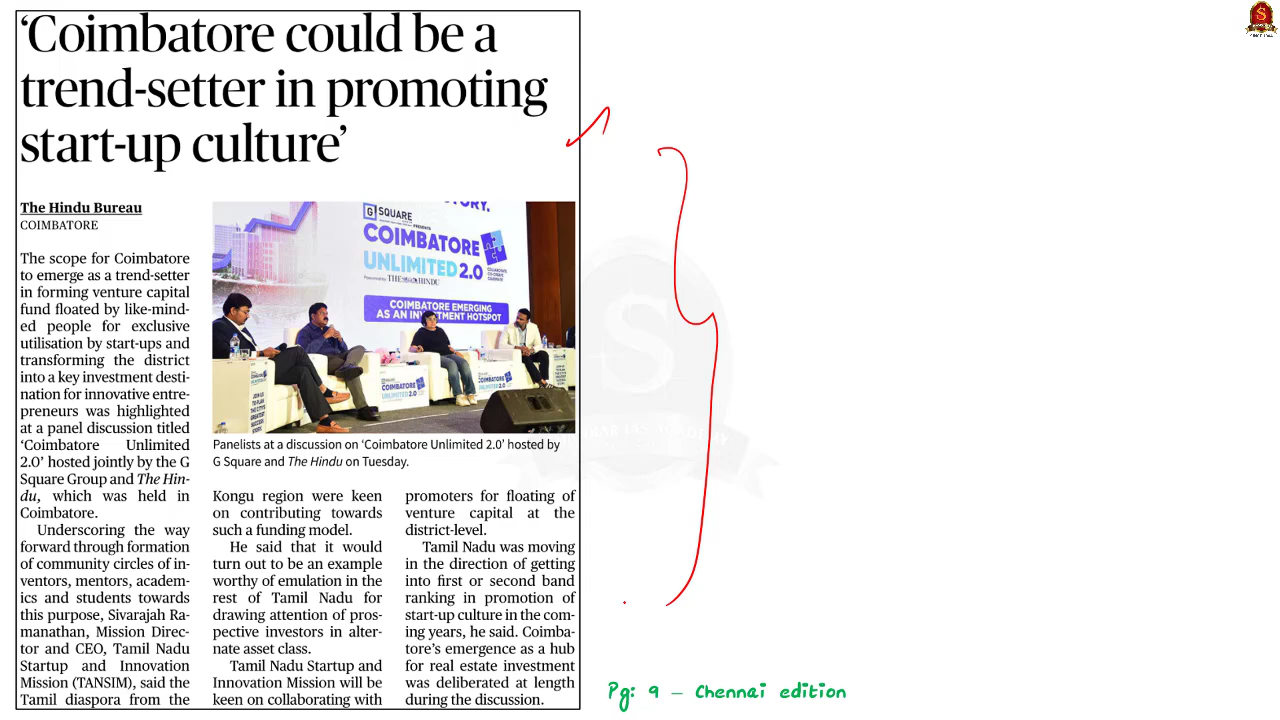 ‘Coimbatore could be a
trend-setter in promoting
start-up culture’
The Hindu Bureau
COIMBATORE
The scope for Coimbatore
to emerge as a trend-setter
in forming venture capital
fund floated by like-mind-
ed people for exclusive
utilisation by start-ups and
transforming the district
into a key investment desti-
nation for innovative entre-
preneurs was highlighted
at a panel discussion titled
‘Coimbatore Unlimited
2.0’ hosted jointly by the G
Square Group and The Hin-
du, which was held in
Coimbatore.
Underscoring the way
forward through formation
of community circles of in-
ventors, mentors, academ-
ics and students towards
this purpose, Sivarajah Ra-
manathan, Mission Direc-
tor and CEO, Tamil Nadu
Startup and Innovation
Mission (TANSIM), said the
Tamil diaspora from the
G SQUARE
PRESENTS
COIMBATORE
UNLIMITED 2.0
Powered by THE HINDU
COIMBATORE EMERGING
AS AN INVESTMENT HOTSPOT
COIMBATORE
UNLIMITED 2.0
COIMBATORE
UNLIMITED 2.0
Panelists at a discussion on ‘Coimbatore Unlimited 2.0’ hosted by
G Square and The Hindu on Tuesday.
Kongu region were keen
on contributing towards
such a funding model.
He said that it would
turn out to be an example
worthy of emulation in the
rest of Tamil Nadu for
drawing attention of pros-
pective investors in alter-
nate asset class.
Tamil Nadu Startup and
Innovation Mission will be
keen on collaborating with
promoters for floating of
venture capital at the
district-level.
Tamil Nadu was moving
in the direction of getting
into first or second band
ranking in promotion of
start-up culture in the com-
ing years, he said. Coimba-
tore’s emergence as a hub
for real estate investment
was deliberated at length
during the discussion.
Pg: 9 – Chennai edition